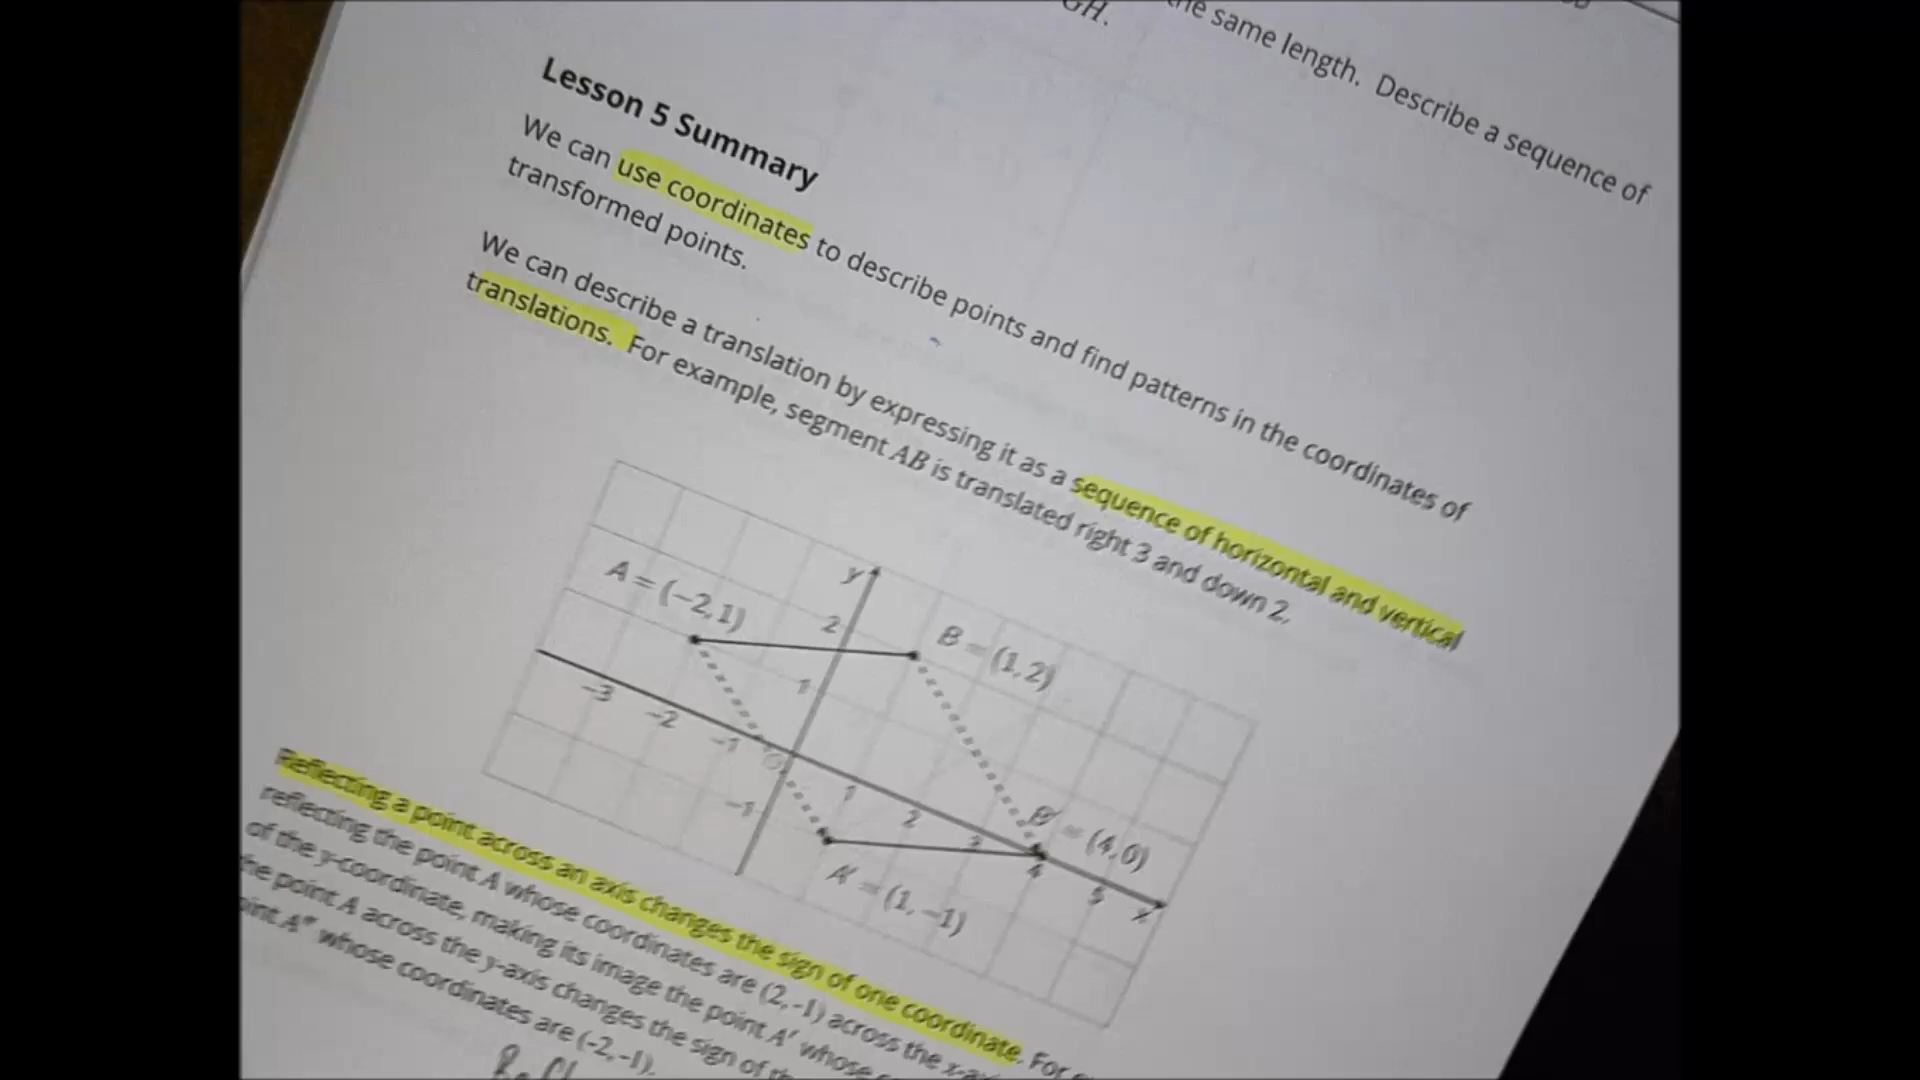 GH.
the same length. Describe a sequence of
Lesson 5 Summary
We can use coordinates to describe points and find patterns in the coordinates of
transformed points.
We can describe a translation by expressing it as a sequence of horizontal and vertical
translations. For example, segment AB is translated right 3 and down 2.
y
A = (−2,1)
2
B = (1,2)
1
−3 −2 −1 0 1 2 3 4 5 x
−1
B′ = (4,0)
A′ = (1,−1)
Reflecting a point across an axis changes the sign of one coordinate. For
reflecting the point A whose coordinates are (2,-1) across the x-
of the y-coordinate, making its image the point A′ whose
the point A across the y-axis changes the sign of
point A″ whose coordinates are (-2,-1).